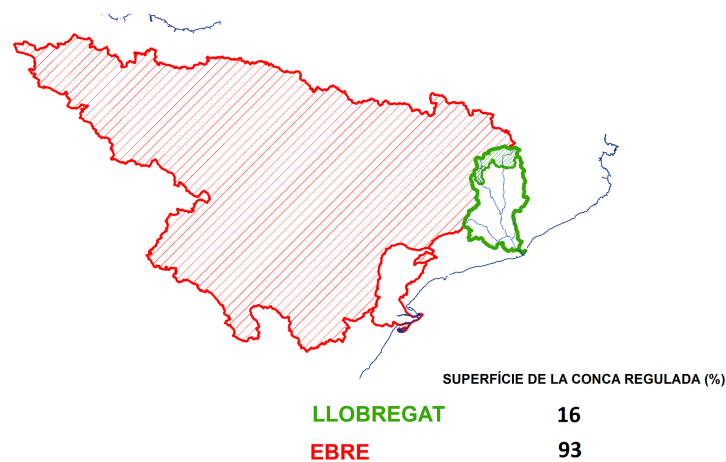 SUPERFÍCIE DE LA CONCA REGULADA (%)
LLOBREGAT 16
EBRE 93